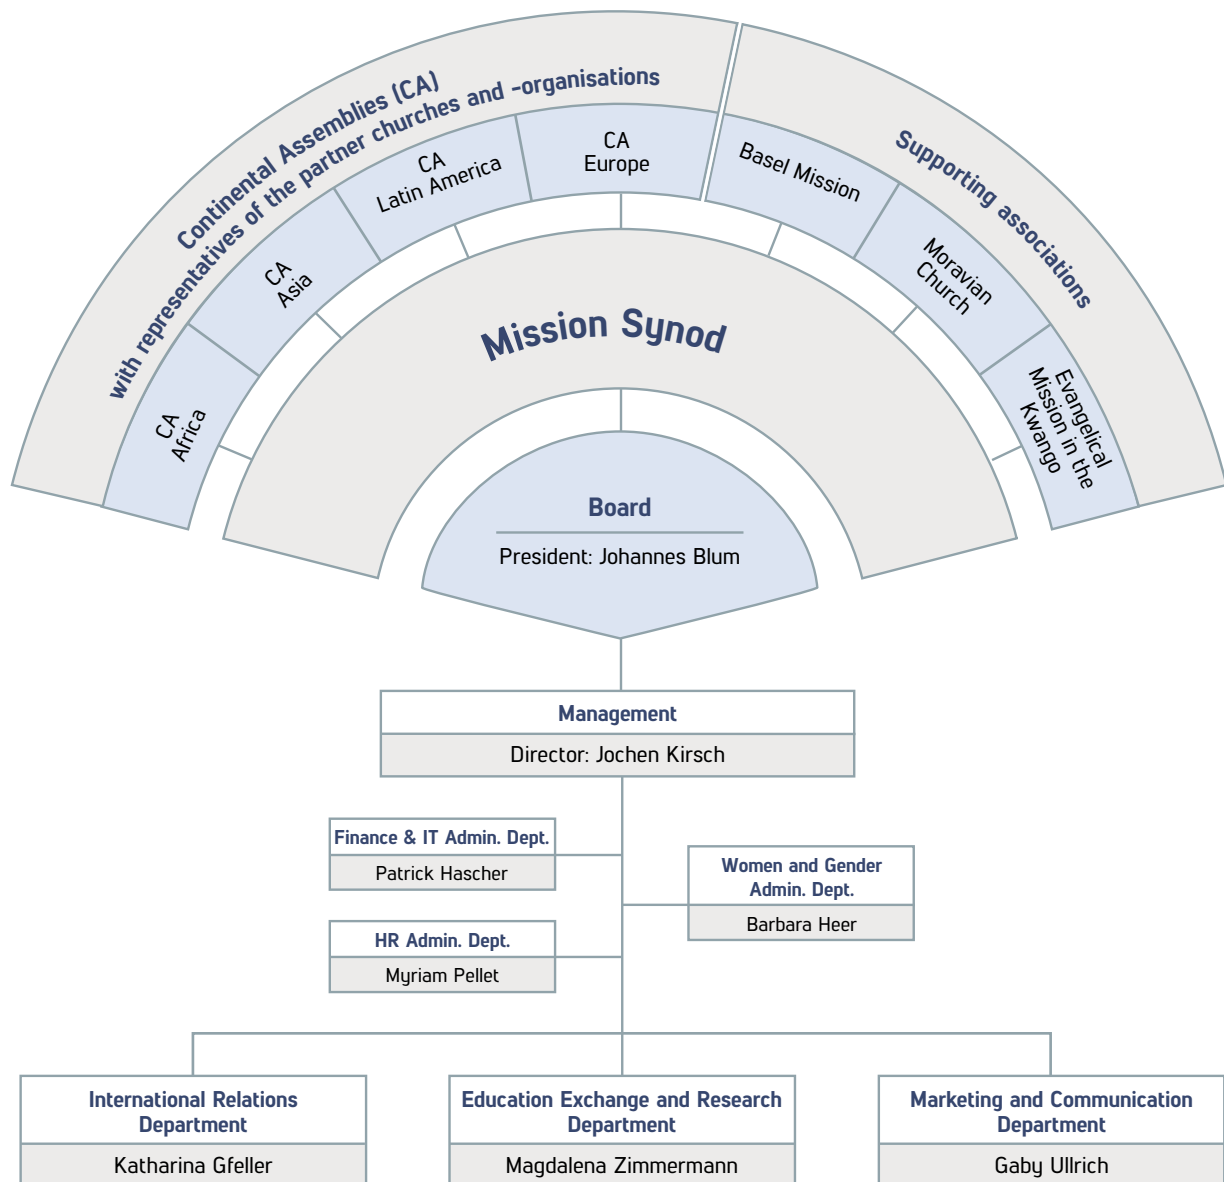 Continental Assemblies (CA)
with representatives of the partner churches and -organisations
Supporting associations
CA
Africa
CA
Asia
CA
Latin America
CA
Europe
Basel Mission
Moravian
Church
Evangelical
Mission in the
Kwango
Mission Synod
Board
President: Johannes Blum
Management
Director: Jochen Kirsch
Finance & IT Admin. Dept.
Patrick Hascher
Women and Gender
Admin. Dept.
Barbara Heer
HR Admin. Dept.
Myriam Pellet
International Relations
Department
Katharina Gfeller
Education Exchange and Research
Department
Magdalena Zimmermann
Marketing and Communication
Department
Gaby Ullrich